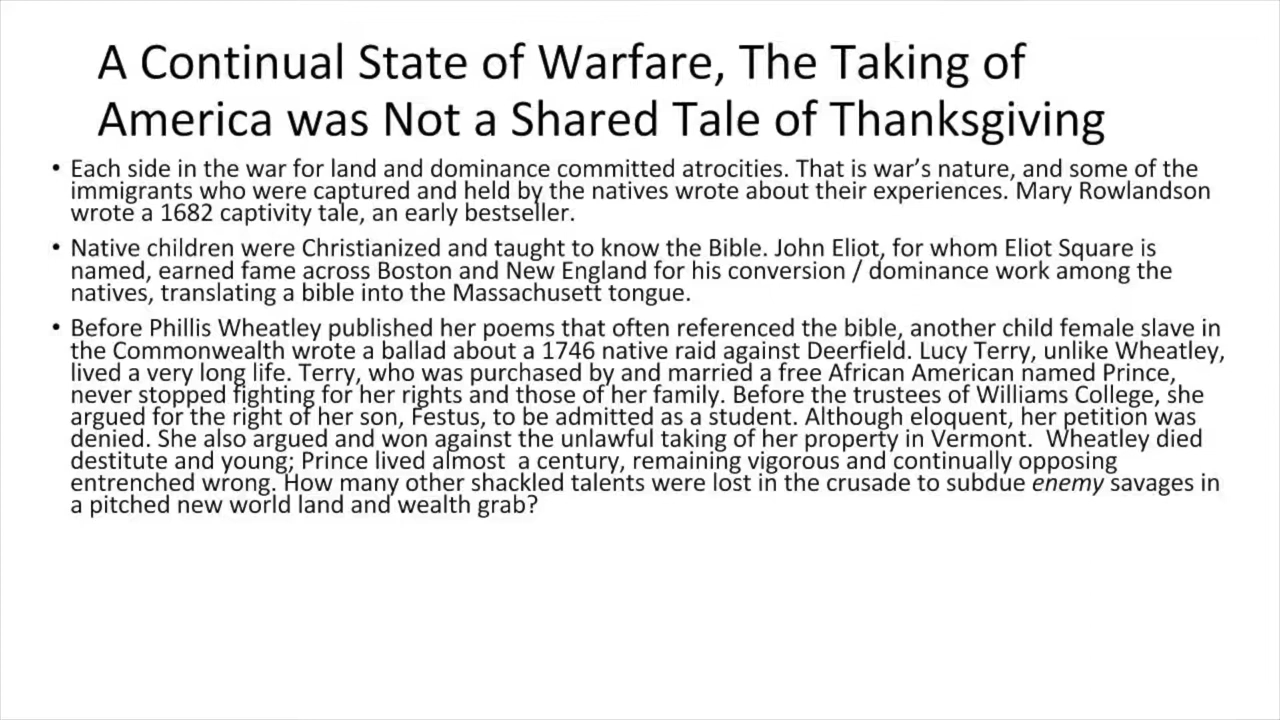 A Continual State of Warfare, The Taking of
America was Not a Shared Tale of Thanksgiving
• Each side in the war for land and dominance committed atrocities. That is war's nature, and some of the
immigrants who were captured and held by the natives wrote about their experiences. Mary Rowlandson
wrote a 1682 captivity tale, an early bestseller.
• Native children were Christianized and taught to know the Bible. John Eliot, for whom Eliot Square is
named, earned fame across Boston and New England for his conversion / dominance work among the
natives, translating a bible into the Massachusett tongue.
• Before Phillis Wheatley published her poems that often referenced the bible, another child female slave in
the Commonwealth wrote a ballad about a 1746 native raid against Deerfield. Lucy Terry, unlike Wheatley,
lived a very long life. Terry, who was purchased by and married a free African American named Prince,
never stopped fighting for her rights and those of her family. Before the trustees of Williams College, she
argued for the right of her son, Festus, to be admitted as a student. Although eloquent, her petition was
denied. She also argued and won against the unlawful taking of her property in Vermont.  Wheatley died
destitute and young; Prince lived almost  a century, remaining vigorous and continually opposing
entrenched wrong. How many other shackled talents were lost in the crusade to subdue enemy savages in
a pitched new world land and wealth grab?